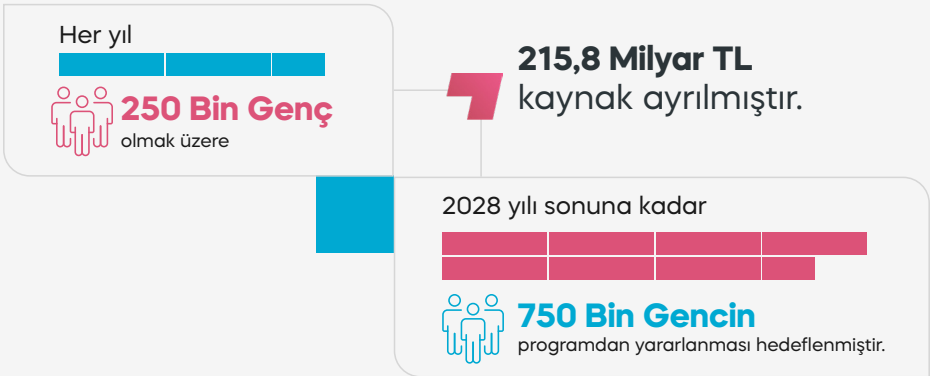 Her yıl
250 Bin Genç
olmak üzere
215,8 Milyar TL
kaynak ayrılmıştır.
2028 yılı sonuna kadar
750 Bin Gencin
programdan yararlanması hedeflenmiştir.